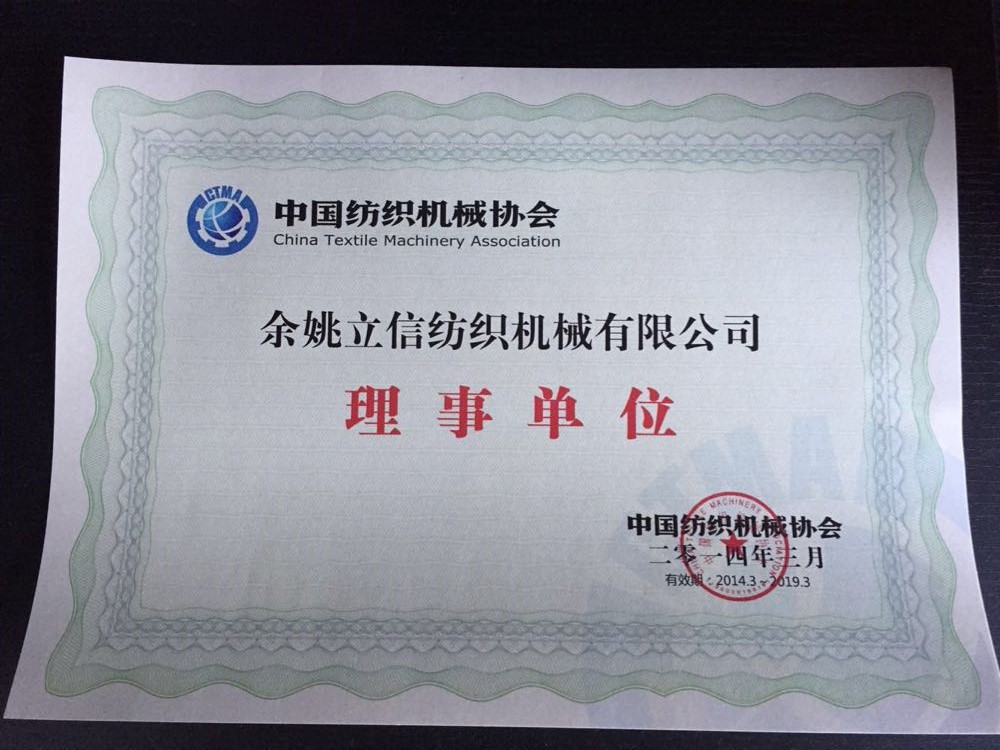 CTMA
中国纺织机械协会
China Textile Machinery Association
余姚立信纺织机械有限公司
理事单位
中国纺织机械协会
二零一四年三月
有效期：2014.3～2019.3